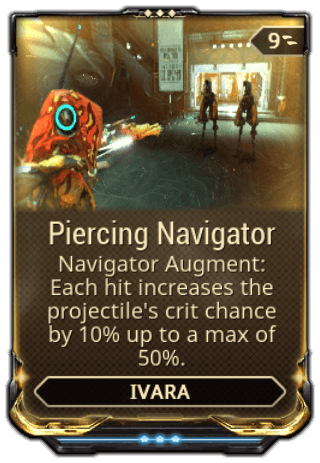 9
Piercing Navigator
Navigator Augment:
Each hit increases the
projectile's crit chance
by 10% up to a max of
50%.
IVARA